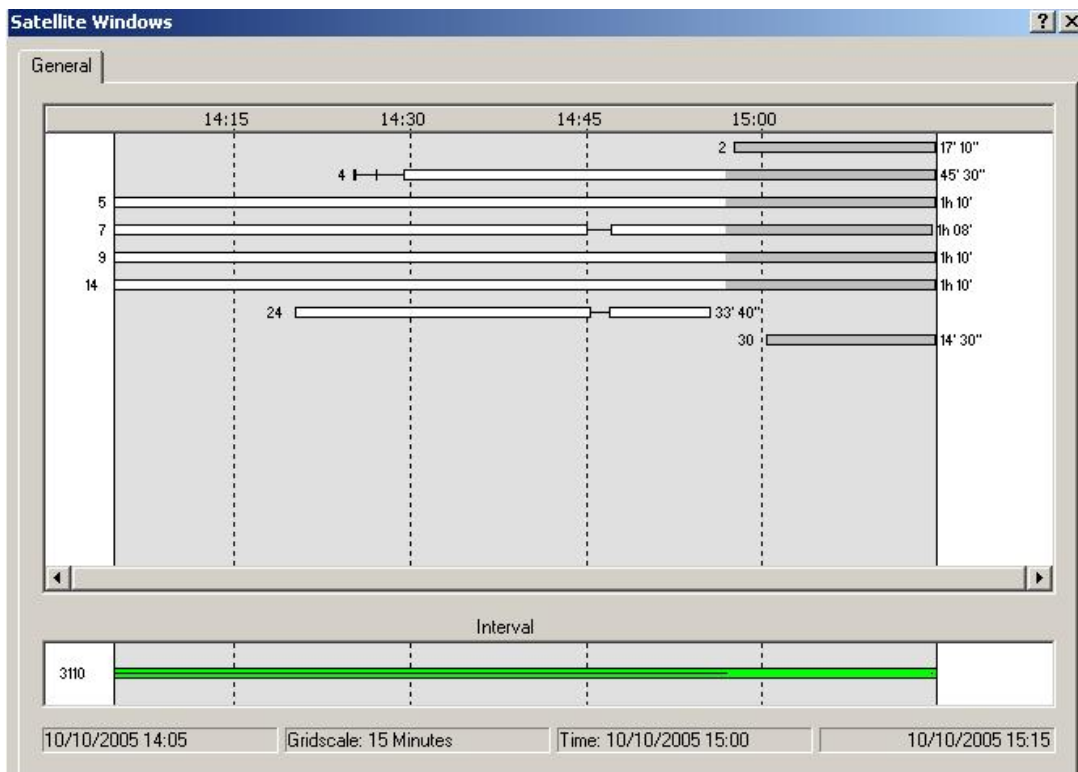 Satellite Windows
General
14:15 14:30 14:45 15:00
2 17' 10"
4 45' 30"
5 1h 10'
7 1h 08'
9 1h 10'
14 1h 10'
24 33' 40"
30 14' 30"
Interval
3110
10/10/2005 14:05 Gridscale: 15 Minutes Time: 10/10/2005 15:00 10/10/2005 15:15